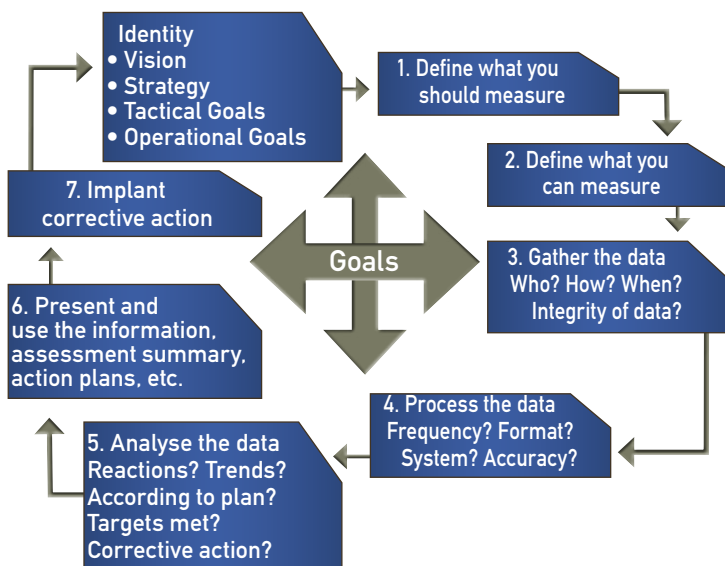 Identity
• Vision
• Strategy
• Tactical Goals
• Operational Goals
1. Define what you
should measure
2. Define what you
can measure
3. Gather the data
Who? How? When?
Integrity of data?
4. Process the data
Frequency? Format?
System? Accuracy?
5. Analyse the data
Reactions? Trends?
According to plan?
Targets met?
Corrective action?
6. Present and
use the information,
assessment summary,
action plans, etc.
7. Implant
corrective action
Goals